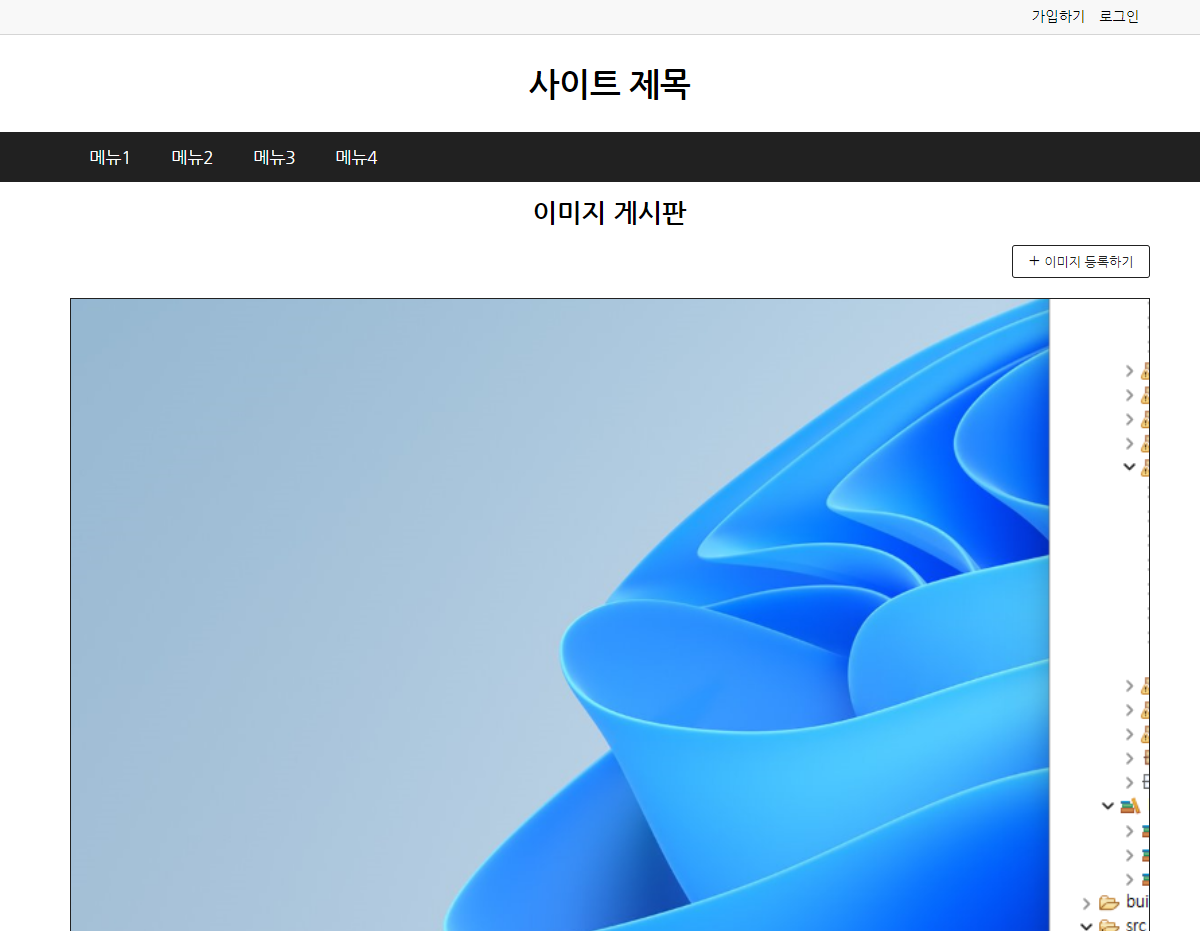 가입하기 로그인
사이트 제목
메뉴1 메뉴2 메뉴3 메뉴4
이미지 게시판
+ 이미지 등록하기
bui
src